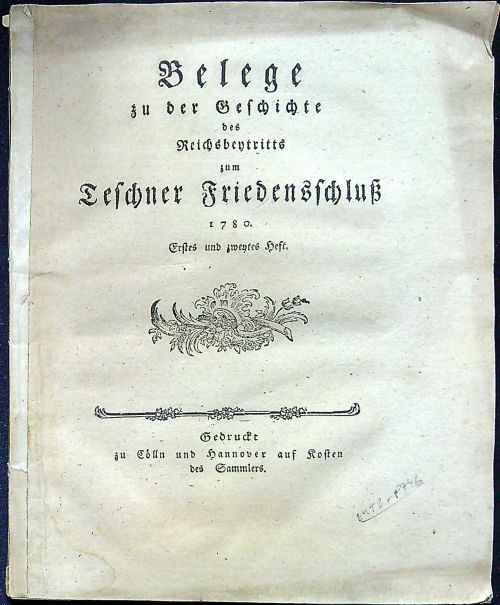 Belege
zu der Geſchichte
des
Reichsbeytritts
zum
Teſchner Friedensſchluß
1780.
Erſtes und zweytes Heft.
Gedruckt
zu Cölln und Hannover auf Koſten
des Sammlers.